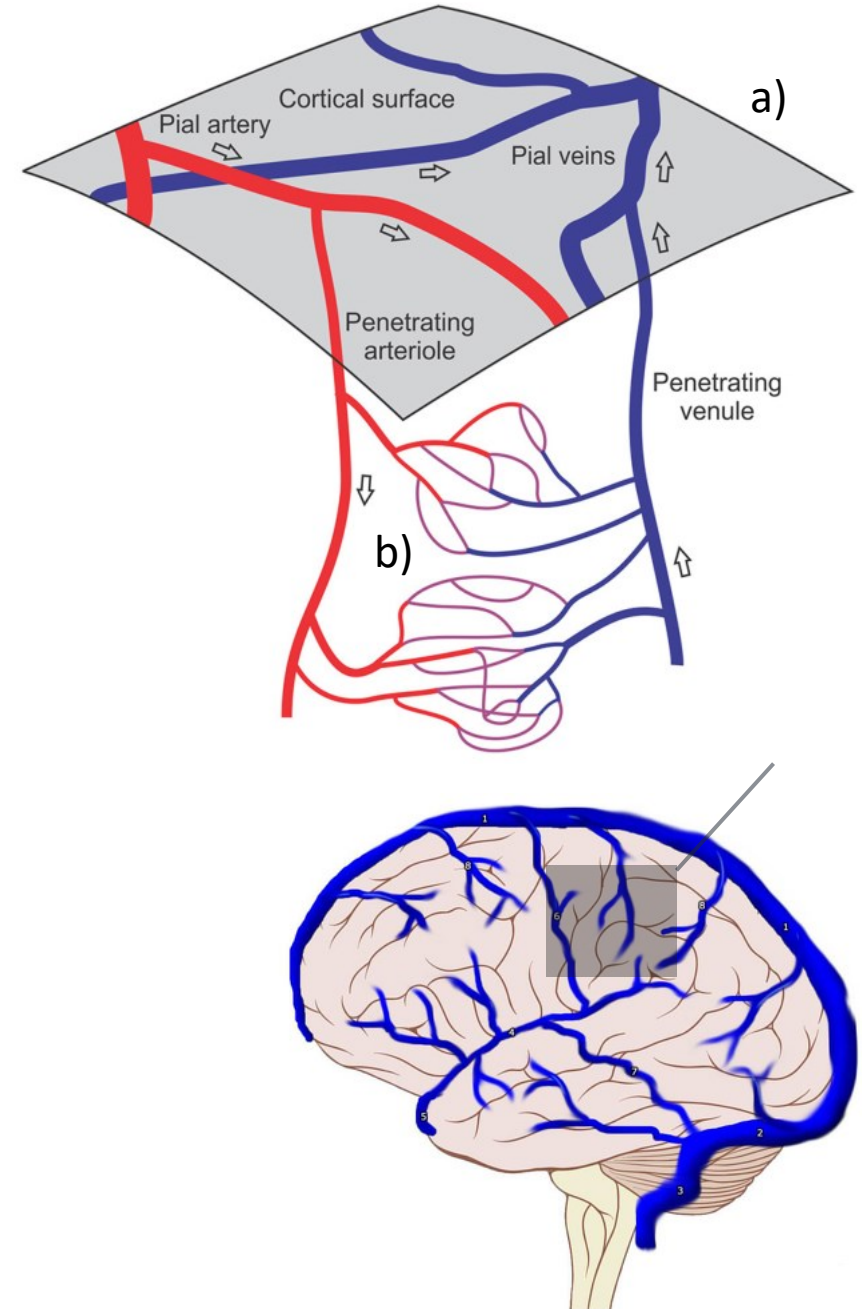 a)
Cortical surface
Pial artery
Pial veins
Penetrating
arteriole
Penetrating
venule
b)
1
8
8
6
1
4
7
5
2
3